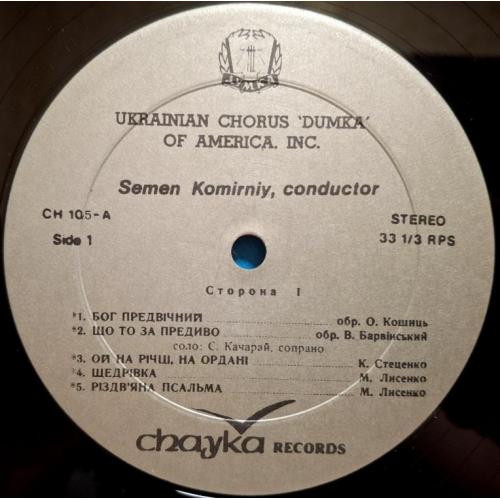 ДУМКА
UKRAINIAN CHORUS 'DUMKA'
OF AMERICA, INC.
Semen Komirniy, conductor
CH 105-A
STEREO
Side 1
33 1/3 RPS
Сторона I
*1. БОГ ПРЕДВІЧНИЙ обр. О. Кошиць
*2. ЩО ТО ЗА ПРЕДИВО обр. В. Барвінський
соло: С. Качарай, сопрано
*3. ОЙ НА РІЧЦІ, НА ОРДАНІ К. Стеценко
*4. ЩЕДРІВКА М. Лисенко
*5. РІЗДВ'ЯНА ПСАЛЬМА М. Лисенко
chayka RECORDS